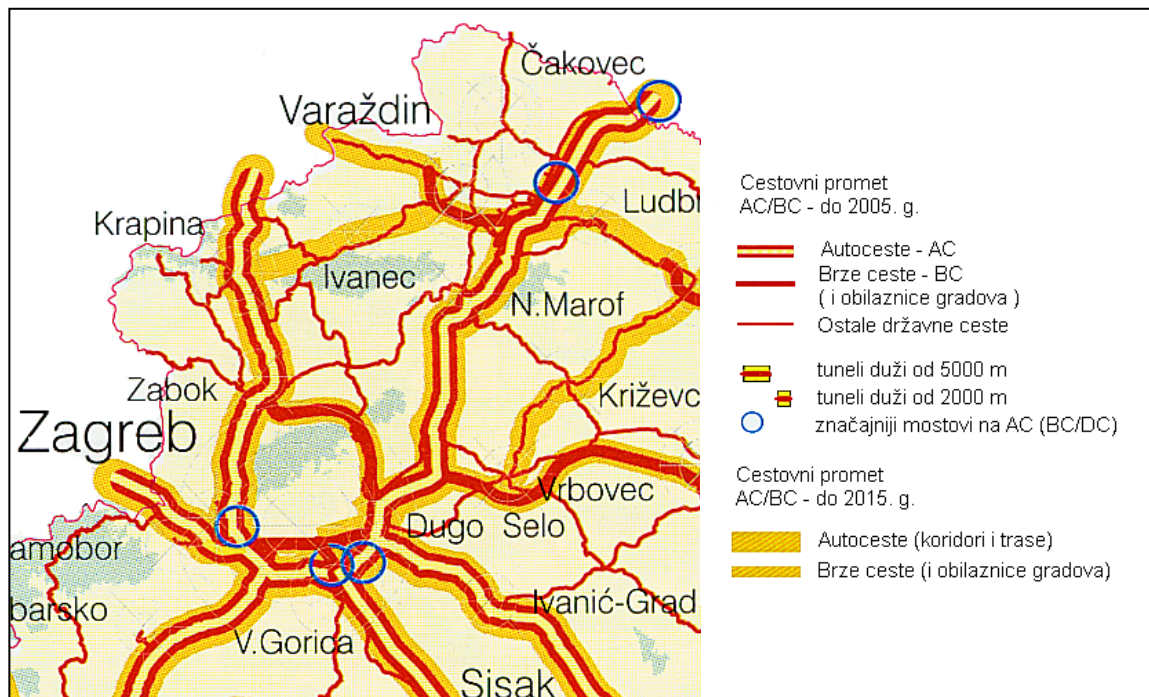 Čakovec
Varaždin
Ludbr
Krapina
Ivanec
N.Marof
Zabok
Križevc
Zagreb
Vrbovec
Dugo Selo
amobor
Ivanić-Grad
barsko
V.Gorica
Sisak
Cestovni promet
AC/BC - do 2005. g.
Autoceste - AC
Brze ceste - BC
( i obilaznice gradova )
Ostale državne ceste
tuneli duži od 5000 m
tuneli duži od 2000 m
značajniji mostovi na AC (BC/DC)
Cestovni promet
AC/BC - do 2015. g.
Autoceste (koridori i trase)
Brze ceste (i obilaznice gradova)